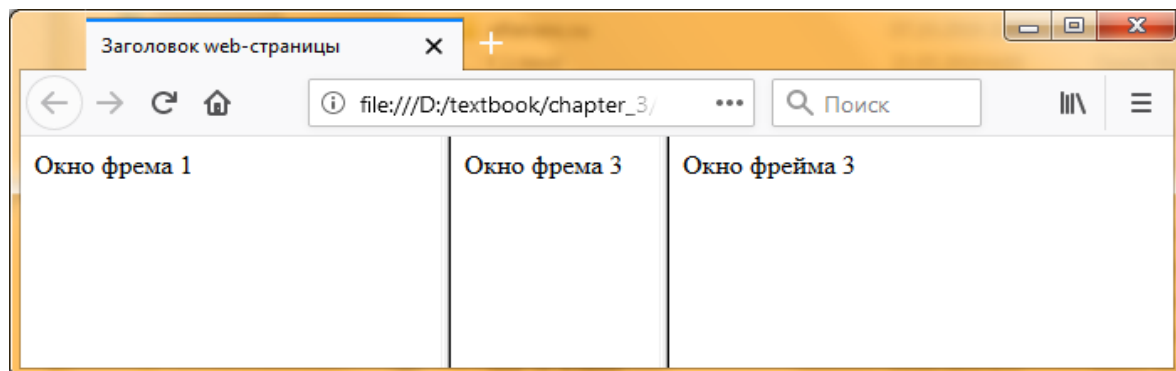 Заголовок web-страницы
file:///D:/textbook/chapter_3/
Поиск
Окно фрема 1
Окно фрема 3
Окно фрейма 3